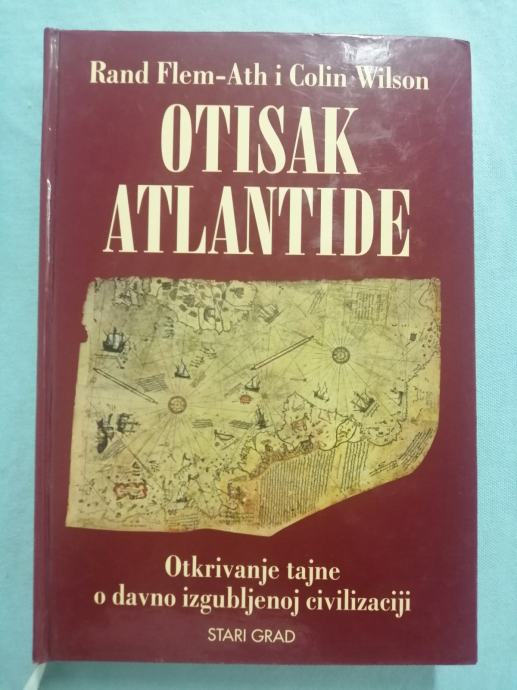 Rand Flem-Ath i Colin Wilson
OTISAK
ATLANTIDE
Otkrivanje tajne
o davno izgubljenoj civilizaciji
STARI GRAD